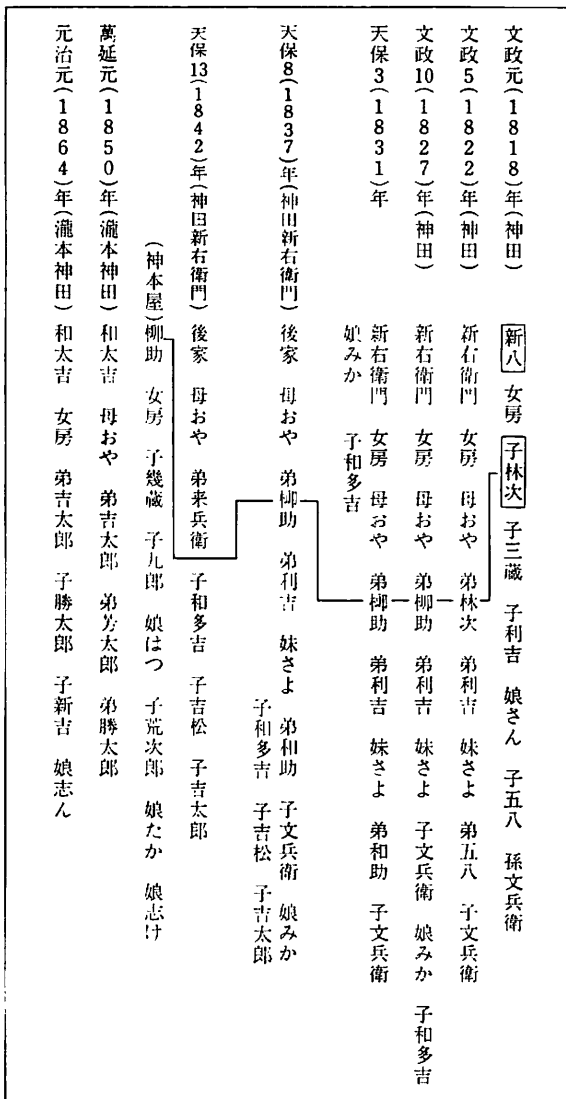 文政元(1818)年(神田) 新八 女房 子林次 子三蔵 子利吉 娘さん 子五八 孫文兵衛
文政5(1822)年(神田) 新右衛門 女房 母おや 弟林次 弟利吉 妹さよ 弟五八 子文兵衛
文政10(1827)年(神田) 新右衛門 女房 母おや 弟柳助 弟利吉 妹さよ 子文兵衛 娘みか 子和多吉
天保3(1831)年 新右衛門 女房 母おや 弟柳助 弟利吉 妹さよ 弟和助 子文兵衛
娘みか 子和多吉
天保8(1837)年(神田新右衛門) 後家 母おや 弟柳助 弟利吉 妹さよ 弟和助 子文兵衛 娘みか
子和多吉 子吉松 子吉太郎
天保13(1842)年(神田新右衛門) 後家 母おや 弟来兵衛 子和多吉 子吉松 子吉太郎
(神本屋)柳助 女房 子幾蔵 子九郎 娘はつ 子荒次郎 娘たか 娘志け
萬延元(1850)年(瀧本神田) 和太吉 母おや 弟吉太郎 弟芳太郎 弟勝太郎
元治元(1864)年(瀧本神田) 和太吉 女房 弟吉太郎 子勝太郎 子新吉 娘志ん